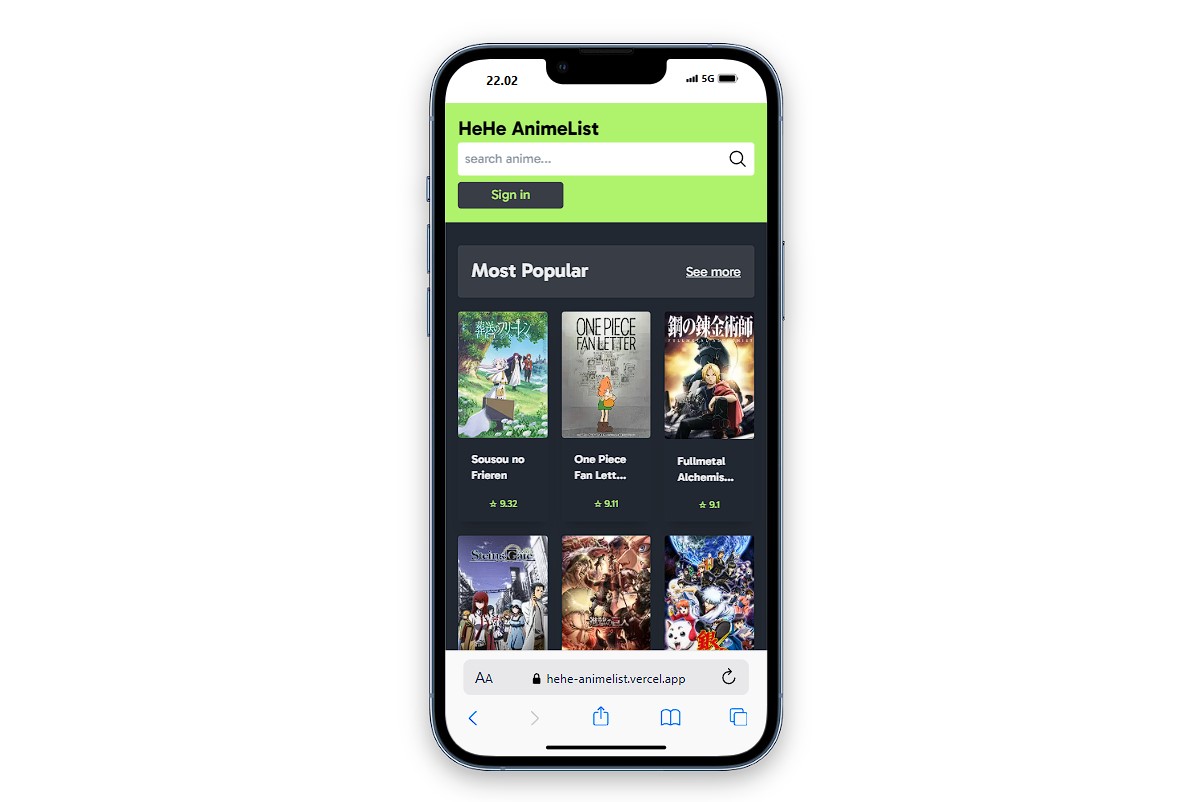 22.02
5G
HeHe AnimeList
search anime...
Sign in
Most Popular
See more
葬送のフリーレン
ONE PIECE
FAN LETTER
鋼の錬金術師
FULLMETAL ALCHEMIST
Sousou no
Frieren
One Piece
Fan Lett...
Fullmetal
Alchemis...
☆ 9.32
☆ 9.11
☆ 9.1
Steins;Gate
AA
hehe-animelist.vercel.app